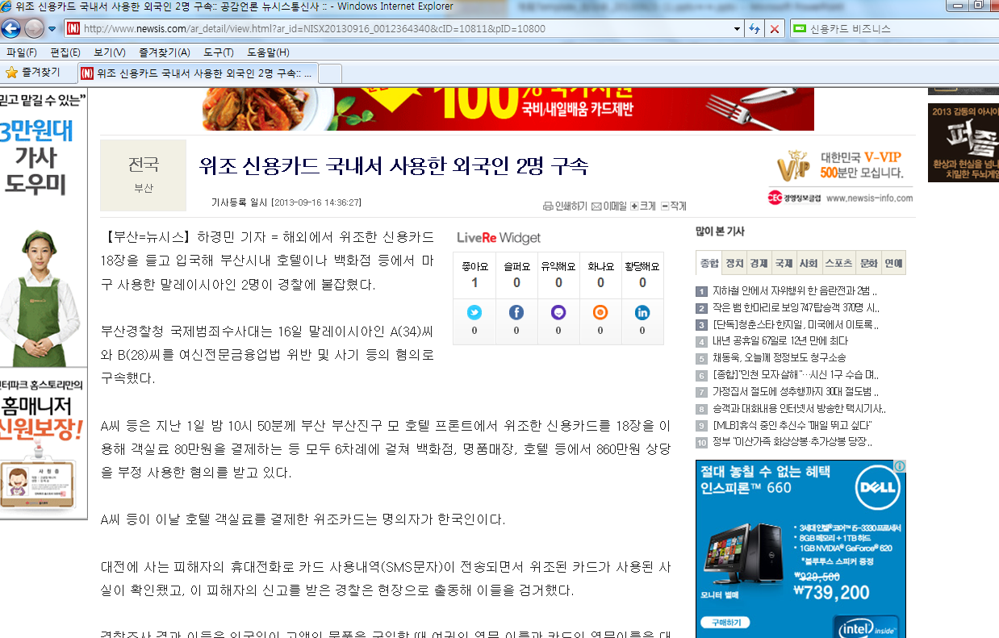 위조 신용카드 국내서 사용한 외국인 2명 구속:: 공감언론 뉴시스통신사 :: - Windows Internet Explorer
http://www.newsis.com/ar_detail/view.html?ar_id=NISX20130916_0012364340&cID=10811&pID=10800
신용카드 비즈니스
파일(F) 편집(E) 보기(V) 즐겨찾기(A) 도구(T) 도움말(H)
즐겨찾기
위조 신용카드 국내서 사용한 외국인 2명 구속:: ...
믿고 맡길 수 있는"
3만원대
가사
도우미
홈스토리만의
홈매니저
신원보장!
사 원 증
100% 국가지원
국비/내일배움 카드제반
전국
부산
위조 신용카드 국내서 사용한 외국인 2명 구속
기사등록 일시 [2013-09-16 14:36:27]
인쇄하기 이메일 크게 작게
VIP
대한민국 V-VIP
500분만 모십니다.
CEO 경영정보클럽 www.newsis-info.com
2013 감동의 아시아
퍼즐
환상과 현실을 넘나
치밀한 두뇌게임
【부산=뉴시스】하경민 기자 = 해외에서 위조한 신용카드
18장을 들고 입국해 부산시내 호텔이나 백화점 등에서 마
구 사용한 말레이시아인 2명이 경찰에 붙잡혔다.
부산경찰청 국제범죄수사대는 16일 말레이시아인 A(34)씨
와 B(28)씨를 여신전문금융업법 위반 및 사기 등의 혐의로
구속했다.
LiveRe Widget
좋아요 슬퍼요 유익해요 화나요 황당해요
1 0 0 0 0
0 0 0 0 0
A씨 등은 지난 1일 밤 10시 50분께 부산 부산진구 모 호텔 프론트에서 위조한 신용카드를 18장을 이
용해 객실료 80만원을 결제하는 등 모두 6차례에 걸쳐 백화점, 명품매장, 호텔 등에서 860만원 상당
을 부정 사용한 혐의를 받고 있다.
A씨 등이 이날 호텔 객실료를 결제한 위조카드는 명의자가 한국인이다.
대전에 사는 피해자의 휴대전화로 카드 사용내역(SMS문자)이 전송되면서 위조된 카드가 사용된 사
실이 확인됐고, 이 피해자의 신고를 받은 경찰은 현장으로 출동해 이들을 검거했다.
경찰조사 결과 이들은 외국인이 고액의 물품을 구입할 때 여권의 영문 이름과 카드의 영문이름을 대
많이 본 기사
종합 정치 경제 국제 사회 스포츠 문화 연예
1 지하철 안에서 자위행위 한 음란전과 2범 ..
2 작은 뱀 한마리로 보잉747탑승객 370명 시..
3 [단독]청춘스타 한지일, 미국에서 이토록..
4 내년 공휴일 67일로 12년 만에 최다
5 채동욱, 오늘께 정정보도 청구소송
6 [종합]"인천 모자 살해"…시신 1구 수습 며..
7 가정집서 절도에 성추행까지 30대 절도범 ..
8 승객과 대화내용 인터넷서 방송한 택시기사..
9 [MLB]휴식 중인 추신수 "매일 뛰고 싶다"
10 정부 "이산가족 화상상봉·추가상봉 당장..
절대 놓칠 수 없는 혜택
인스피론™ 660
DELL
• 3세대 인텔® 코어™ i5-3330 프로세서
• 8GB 메모리 + 1TB 하드
• 1GB NVIDIA® GeForce® 620
*블루투스 스피커 증정
₩929,500
₩739,200
모니터 별매
구매하기
intel inside™